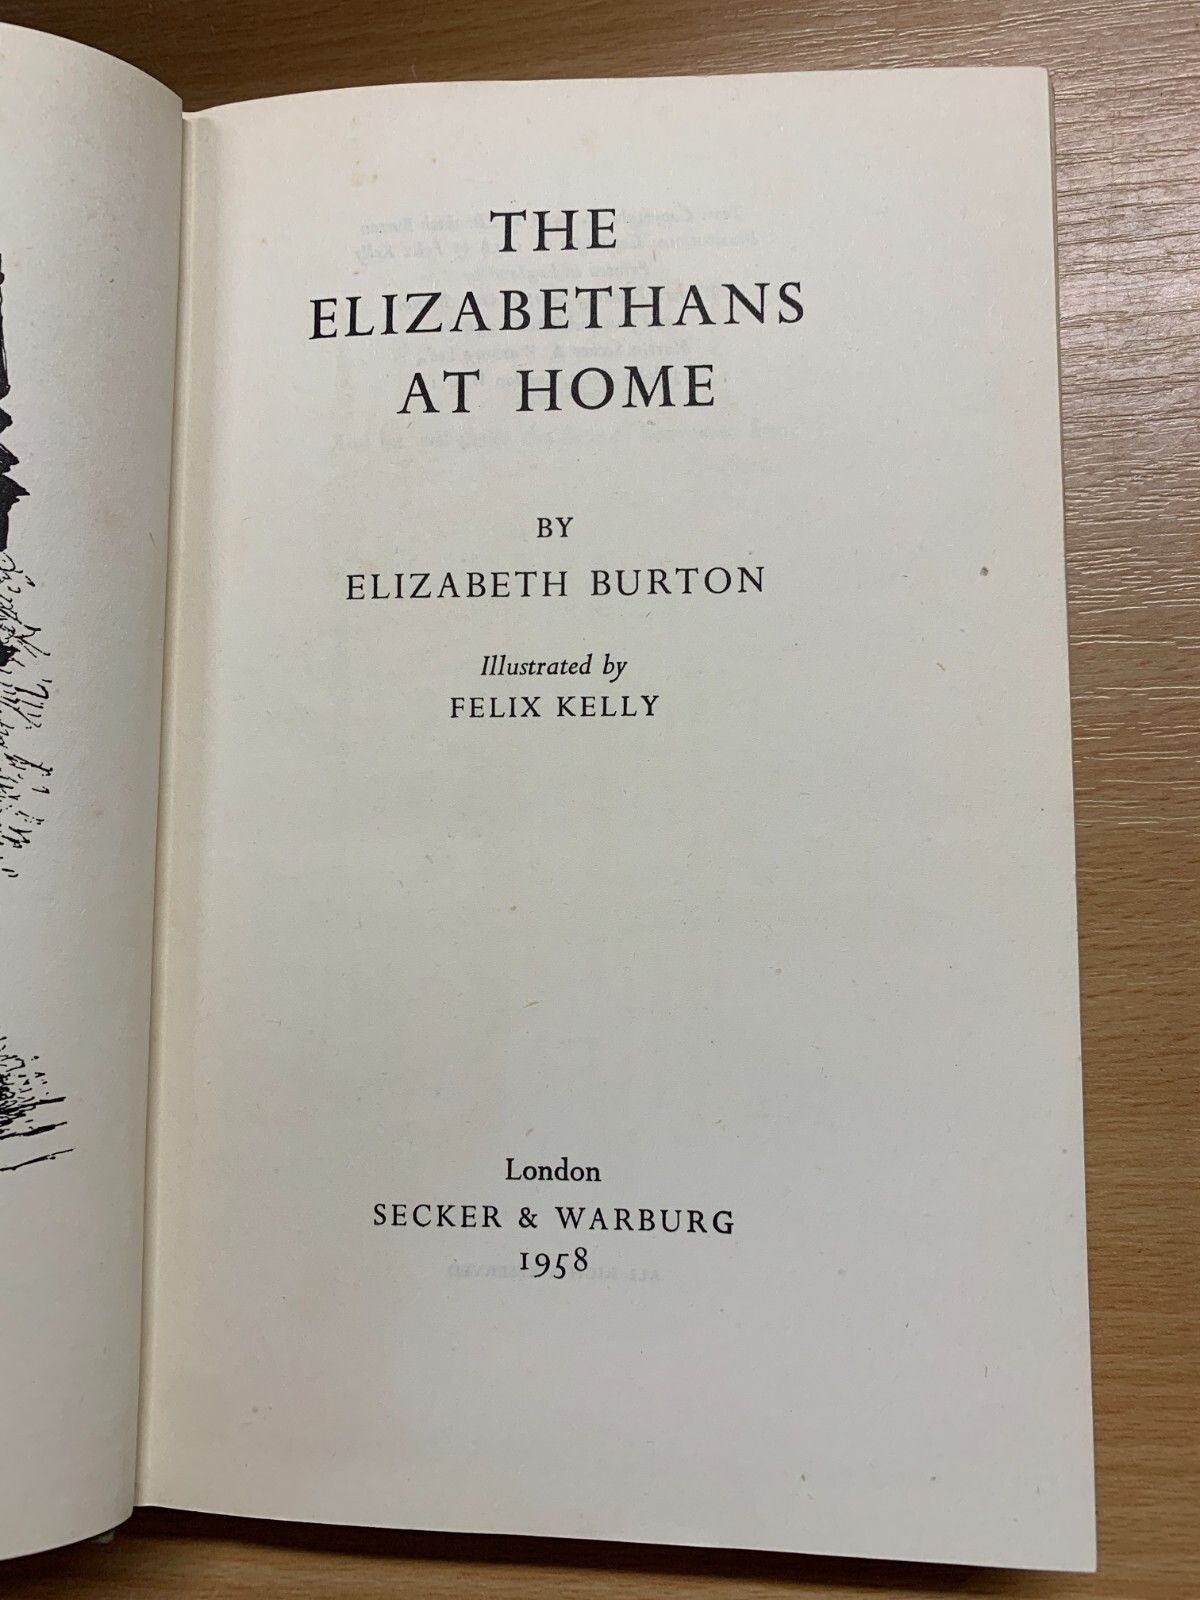 THE
ELIZABETHANS
AT HOME
BY
ELIZABETH BURTON
Illustrated by
FELIX KELLY
London
SECKER & WARBURG
1958